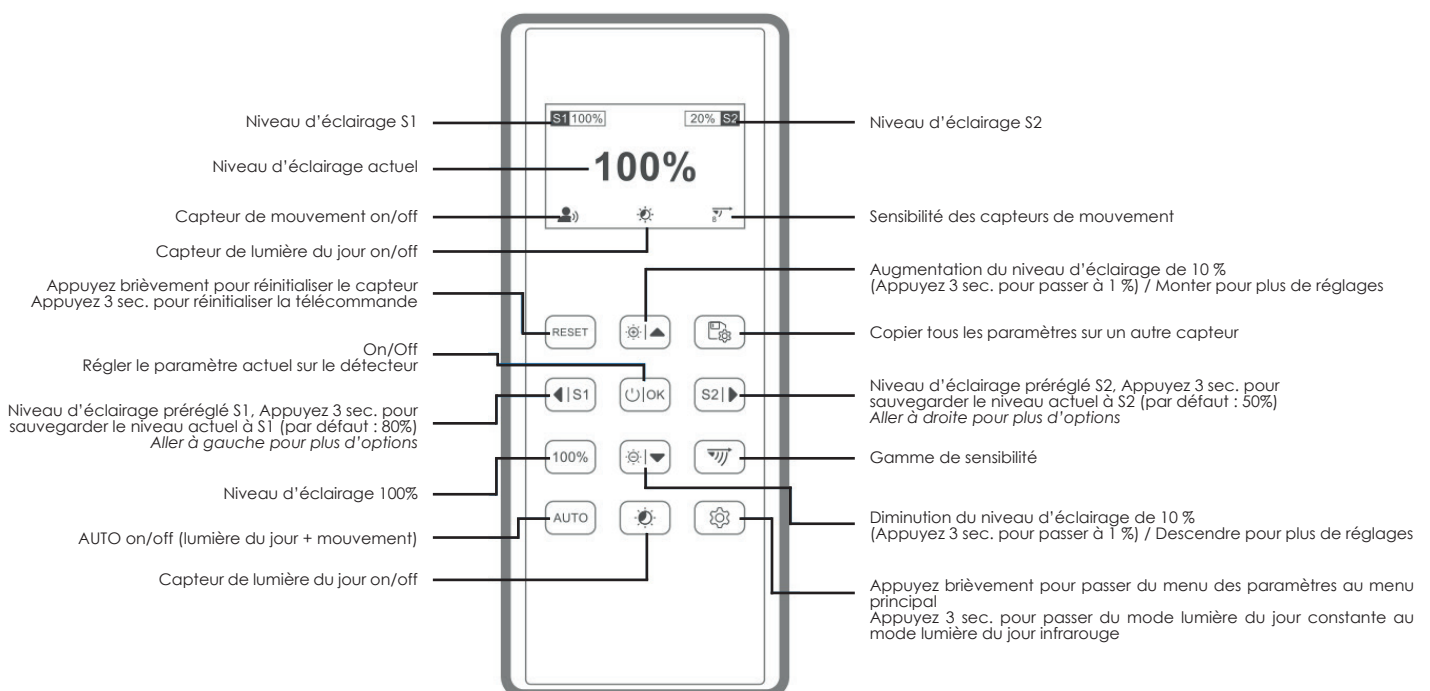 S1 100%
20% S2
100%
8
Niveau d'éclairage S1
Niveau d'éclairage actuel
Capteur de mouvement on/off
Capteur de lumière du jour on/off
Appuyez brièvement pour réinitialiser le capteur
Appuyez 3 sec. pour réinitialiser la télécommande
On/Off
Régler le paramètre actuel sur le détecteur
Niveau d'éclairage préréglé S1, Appuyez 3 sec. pour
sauvegarder le niveau actuel à S1 (par défaut : 80%)
Aller à gauche pour plus d'options
Niveau d'éclairage 100%
AUTO on/off (lumière du jour + mouvement)
Capteur de lumière du jour on/off
RESET
S1
OK
S2
100%
AUTO
Niveau d'éclairage S2
Sensibilité des capteurs de mouvement
Augmentation du niveau d'éclairage de 10 %
(Appuyez 3 sec. pour passer à 1 %) / Monter pour plus de réglages
Copier tous les paramètres sur un autre capteur
Niveau d'éclairage préréglé S2, Appuyez 3 sec. pour
sauvegarder le niveau actuel à S2 (par défaut : 50%)
Aller à droite pour plus d'options
Gamme de sensibilité
Diminution du niveau d'éclairage de 10 %
(Appuyez 3 sec. pour passer à 1 %) / Descendre pour plus de réglages
Appuyez brièvement pour passer du menu des paramètres au menu
principal
Appuyez 3 sec. pour passer du mode lumière du jour constante au
mode lumière du jour infrarouge